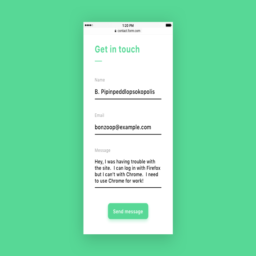 1:20 PM
contact.form.com
Get in touch
Name
B. Pipinpeddlopsokopolis
Email
bonzoop@example.com
Message
Hey, I was having trouble with
the site. I can log in with Firefox
but I can't with Chrome. I need
to use Chrome for work!
Send message